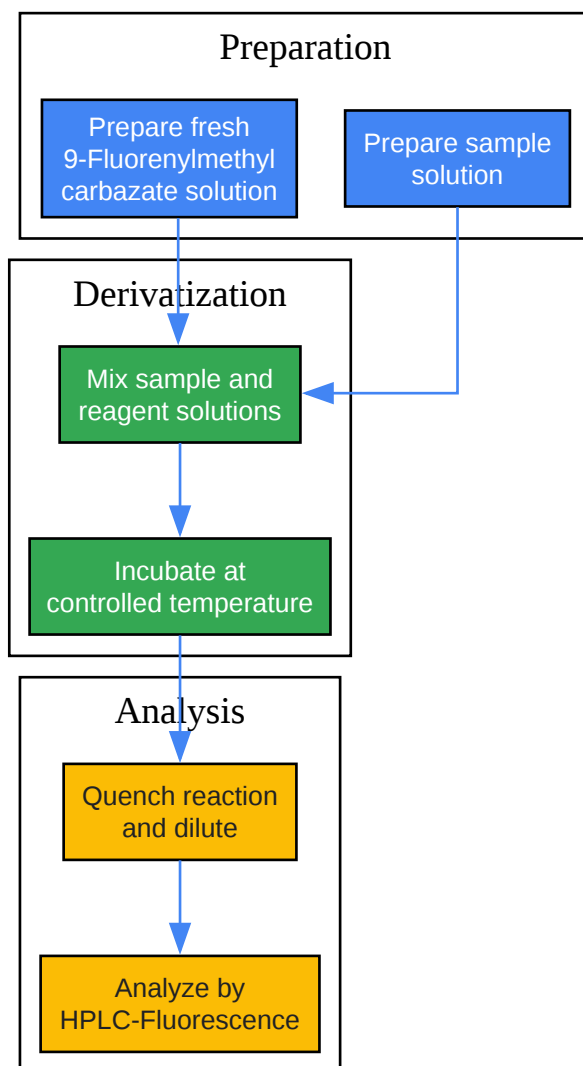 Preparation
Prepare fresh
9-Fluorenylmethyl
carbazate solution
Prepare sample
solution
Derivatization
Mix sample and
reagent solutions
Incubate at
controlled temperature
Analysis
Quench reaction
and dilute
Analyze by
HPLC-Fluorescence